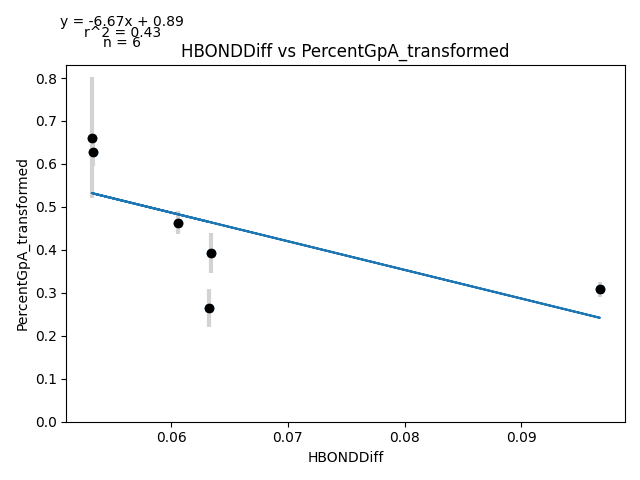 y = -6.67x + 0.89
r^2 = 0.43
n = 6
HBONDDiff vs PercentGpA_transformed
PercentGpA_transformed
0.8
0.7
0.6
0.5
0.4
0.3
0.2
0.1
0.0
0.06 0.07 0.08 0.09
HBONDDiff